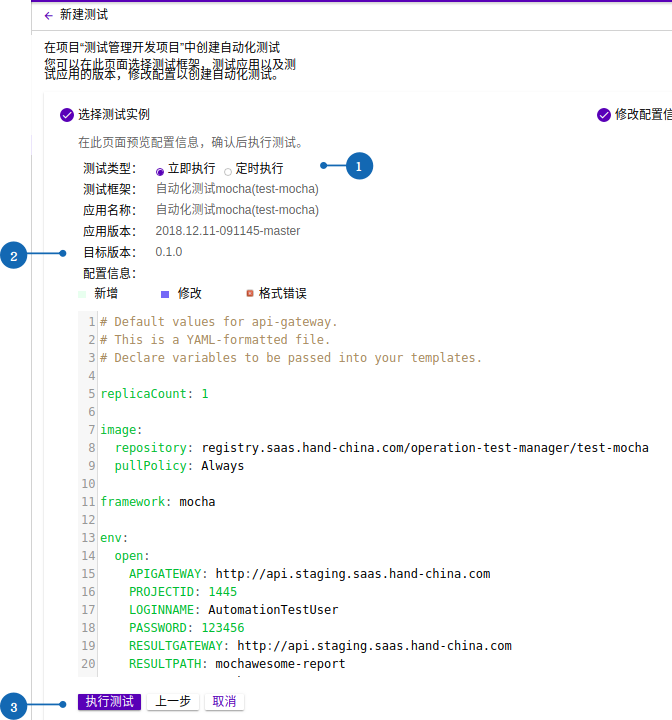 ← 新建测试
在项目“测试管理开发项目”中创建自动化测试
您可以在此页面选择测试框架，测试应用以及测
试应用的版本，修改配置以创建自动化测试。
选择测试实例 修改配置信
在此页面预览配置信息，确认后执行测试。
测试类型： 立即执行 定时执行 1
测试框架： 自动化测试mocha(test-mocha)
应用名称： 自动化测试mocha(test-mocha)
应用版本： 2018.12.11-091145-master
2 目标版本： 0.1.0
配置信息：
新增 修改 格式错误
1 # Default values for api-gateway.
2 # This is a YAML-formatted file.
3 # Declare variables to be passed into your templates.
4
5 replicaCount: 1
6
7 image:
8 repository: registry.saas.hand-china.com/operation-test-manager/test-mocha
9 pullPolicy: Always
10
11 framework: mocha
12
13 env:
14 open:
15 APIGATEWAY: http://api.staging.saas.hand-china.com
16 PROJECTID: 1445
17 LOGINNAME: AutomationTestUser
18 PASSWORD: 123456
19 RESULTGATEWAY: http://api.staging.saas.hand-china.com
20 RESULTPATH: mochawesome-report
3 执行测试 上一步 取消